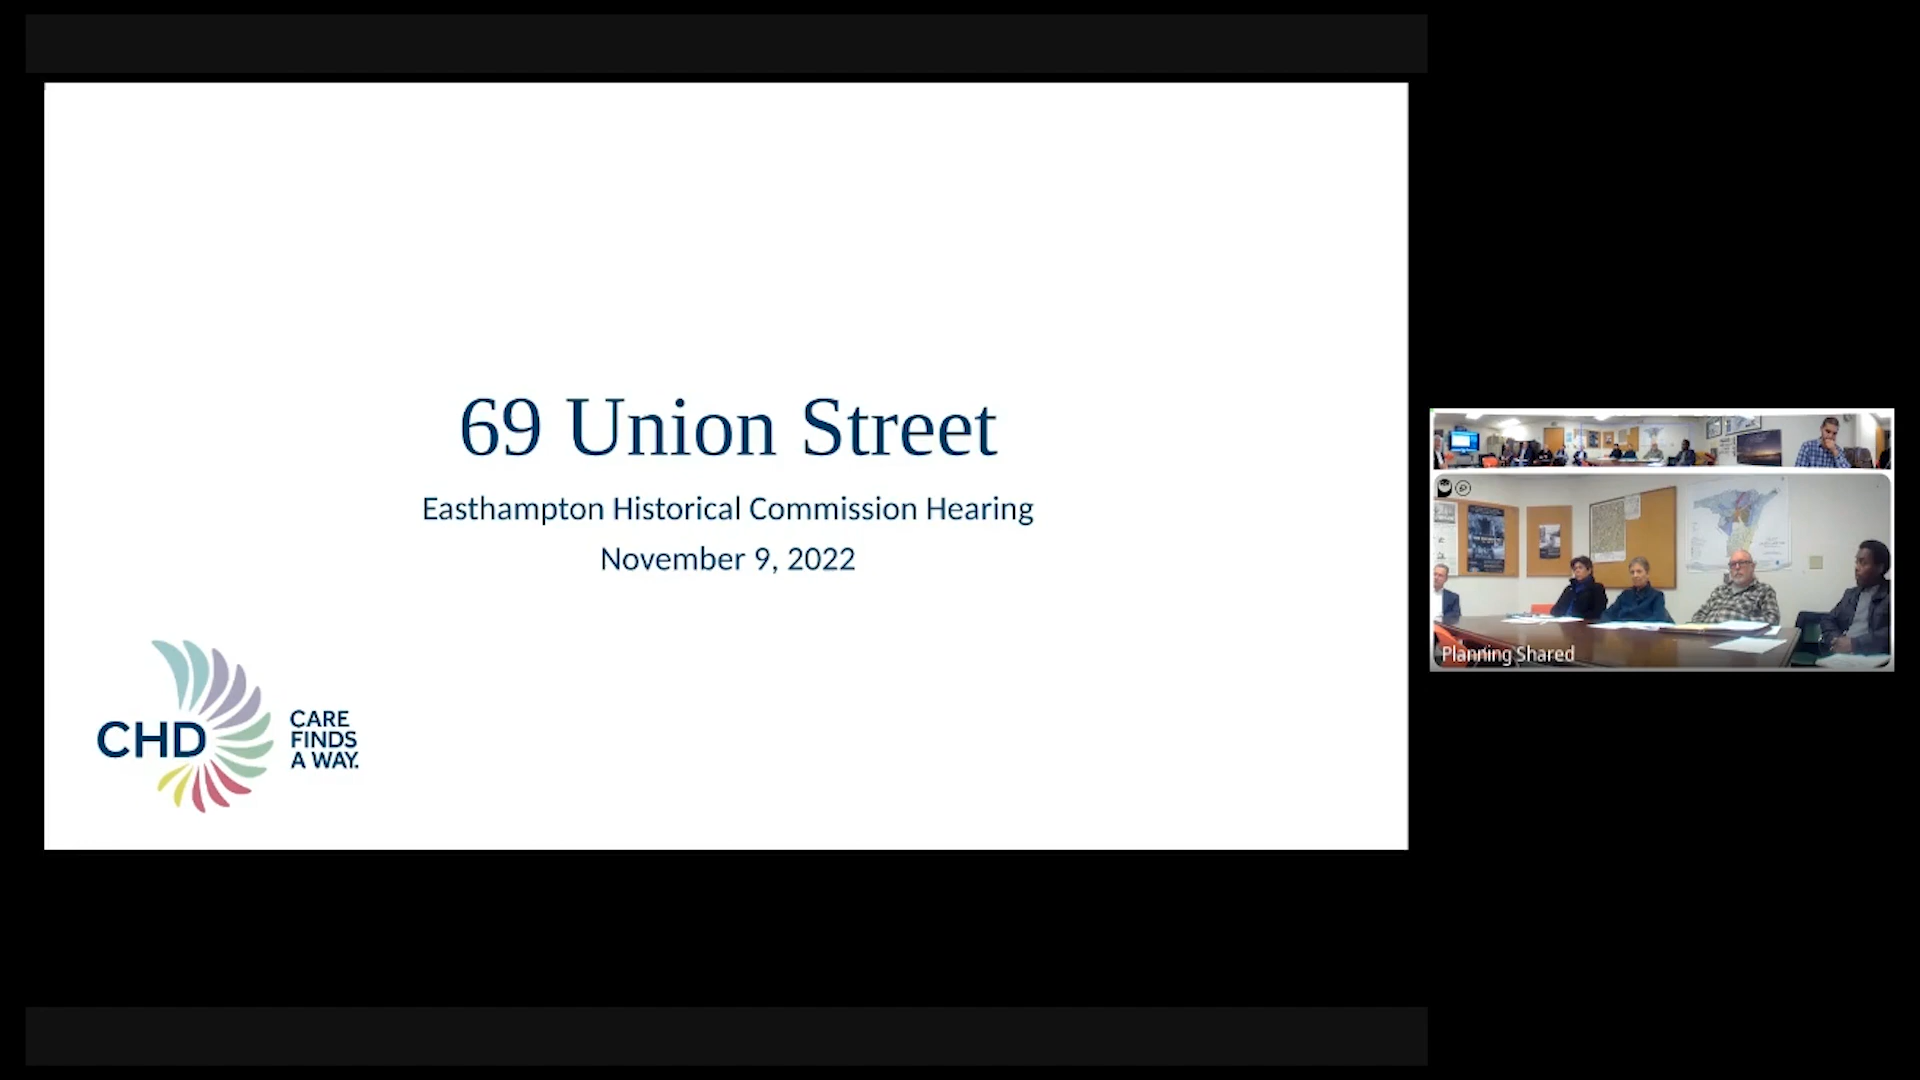 69 Union Street
Easthampton Historical Commission Hearing
November 9, 2022
CHD
CARE
FINDS
A WAY.
Planning Shared